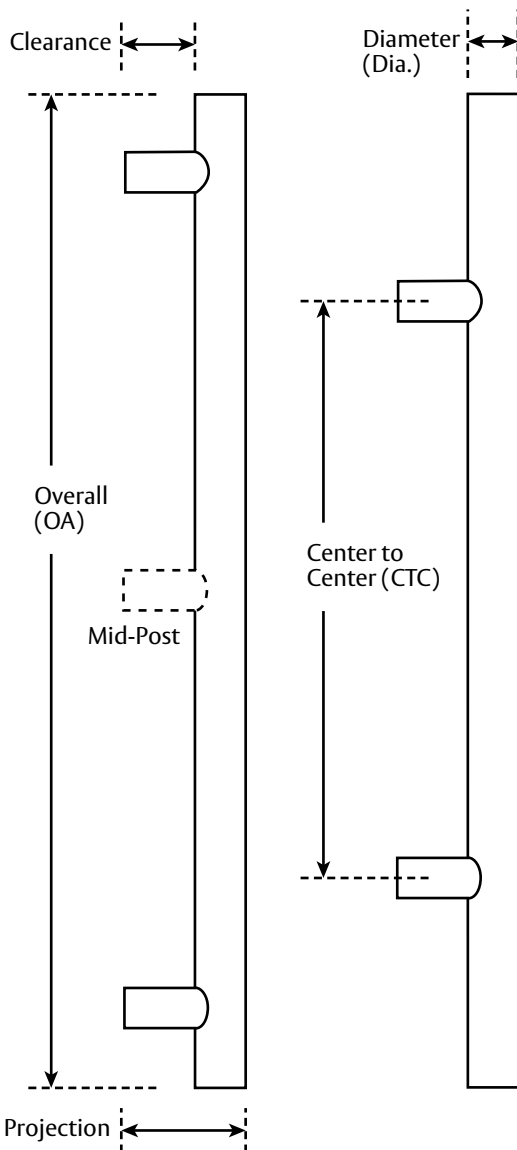 Clearance
Diameter
(Dia.)
Overall
(OA)
Center to
Center (CTC)
Mid-Post
Projection